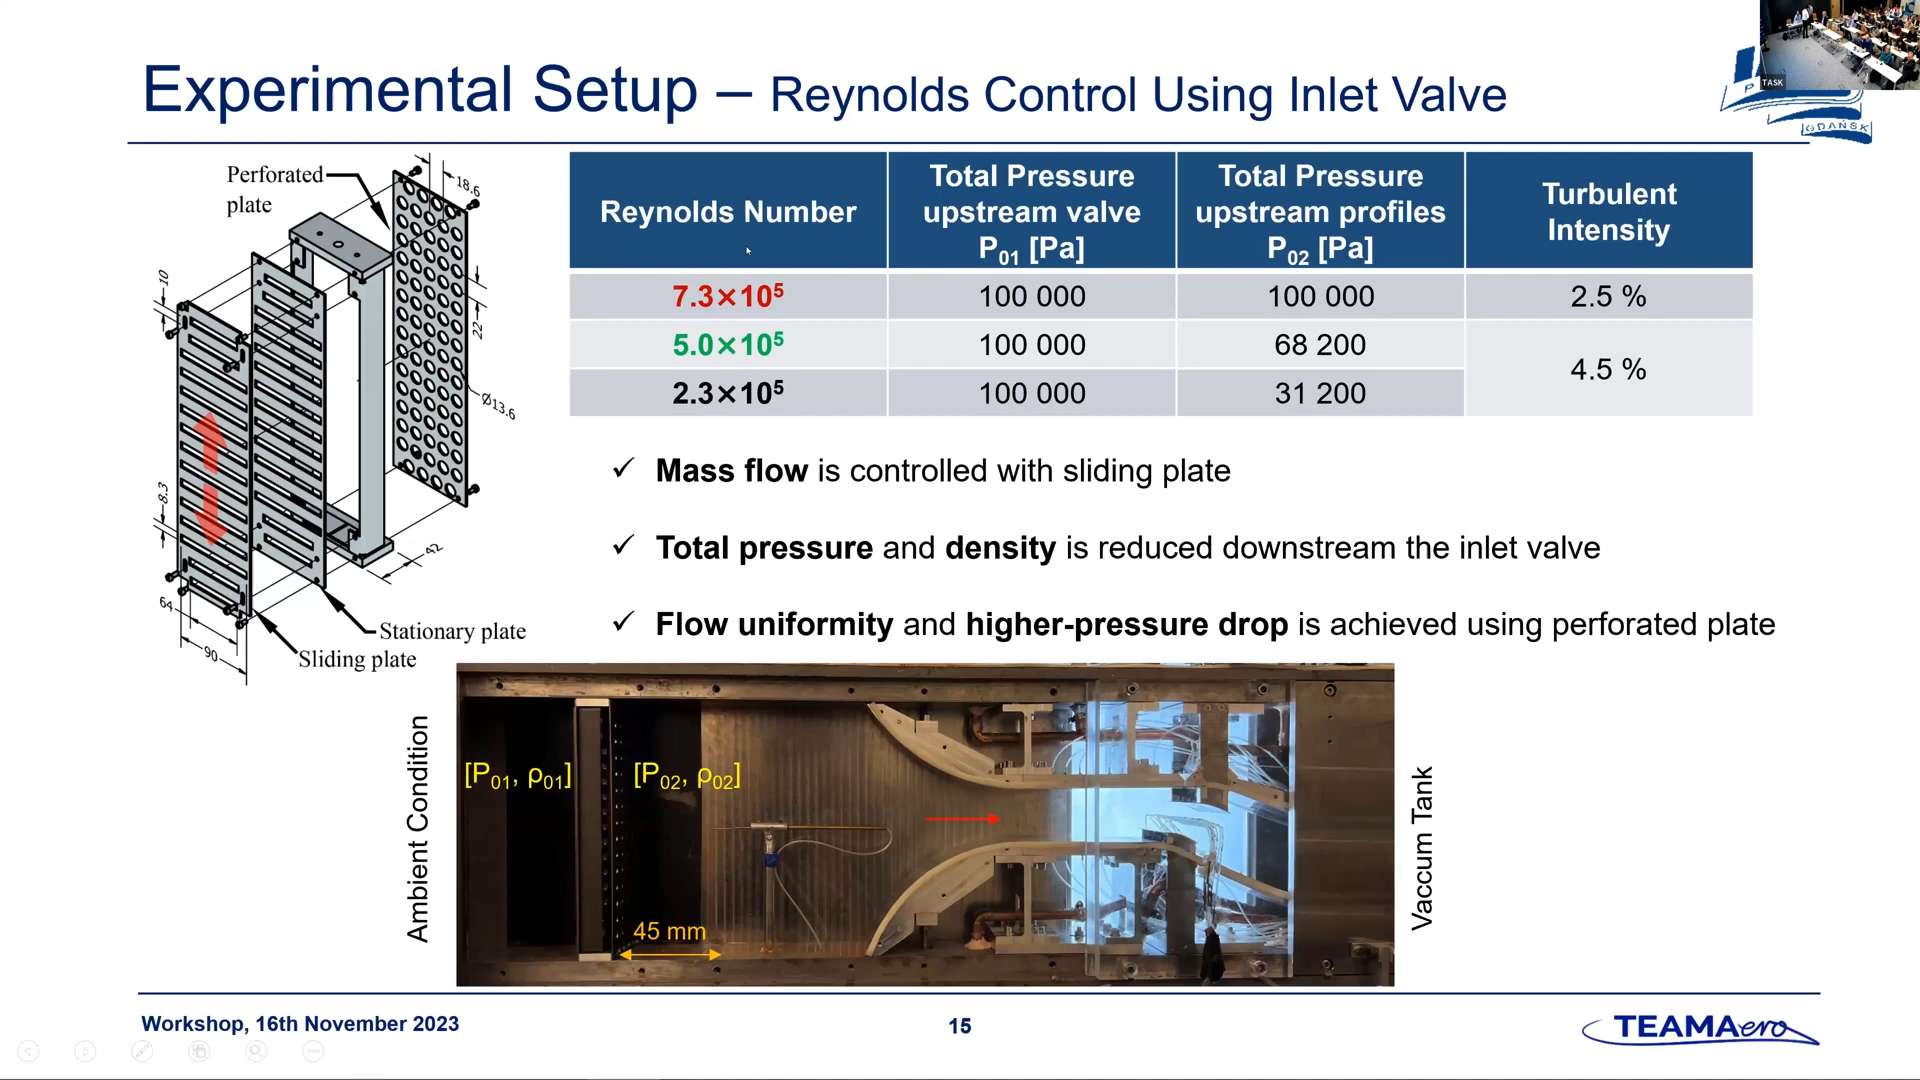 Experimental Setup – Reynolds Control Using Inlet Valve
TASK
P
GDAŃSK
Perforated
plate
18.6
10
22
Ø13.6
8.3
42
64
90
Stationary plate
Sliding plate
Reynolds Number
Total Pressure
upstream valve
P01 [Pa]
Total Pressure
upstream profiles
P02 [Pa]
Turbulent
Intensity
7.3×10⁵ 100 000 100 000 2.5 %
5.0×10⁵ 100 000 68 200
4.5 %
2.3×10⁵ 100 000 31 200
✓ Mass flow is controlled with sliding plate
✓ Total pressure and density is reduced downstream the inlet valve
✓ Flow uniformity and higher-pressure drop is achieved using perforated plate
Ambient Condition
[P01, ρ01]
[P02, ρ02]
45 mm
Vaccum Tank
Workshop, 16th November 2023
15
TEAMAero